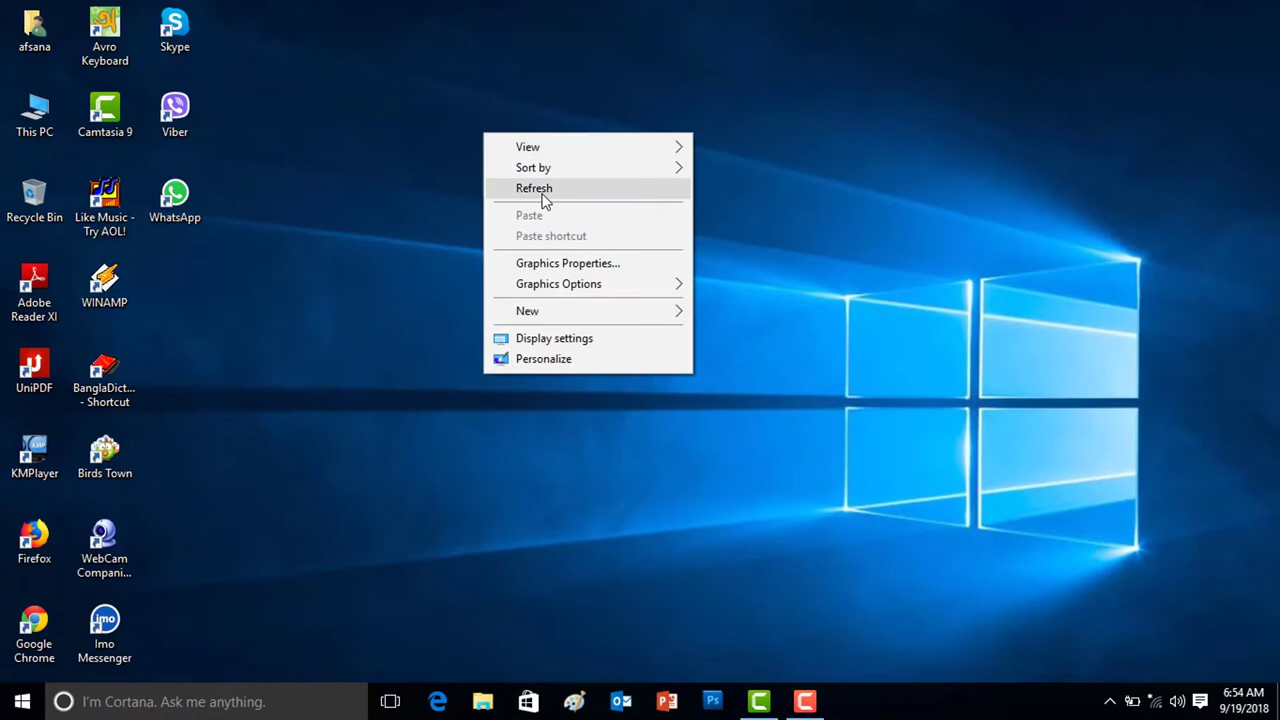 afsana
Avro
Keyboard
Skype
This PC
Camtasia 9
Viber
Recycle Bin
Like Music -
Try AOL!
WhatsApp
Adobe
Reader XI
WINAMP
UniPDF
BanglaDict...
- Shortcut
KMPlayer
Birds Town
Firefox
WebCam
Compani...
Google
Chrome
Imo
Messenger
View
Sort by
Refresh
Paste
Paste shortcut
Graphics Properties...
Graphics Options
New
Display settings
Personalize
I'm Cortana. Ask me anything.
6:54 AM
9/19/2018